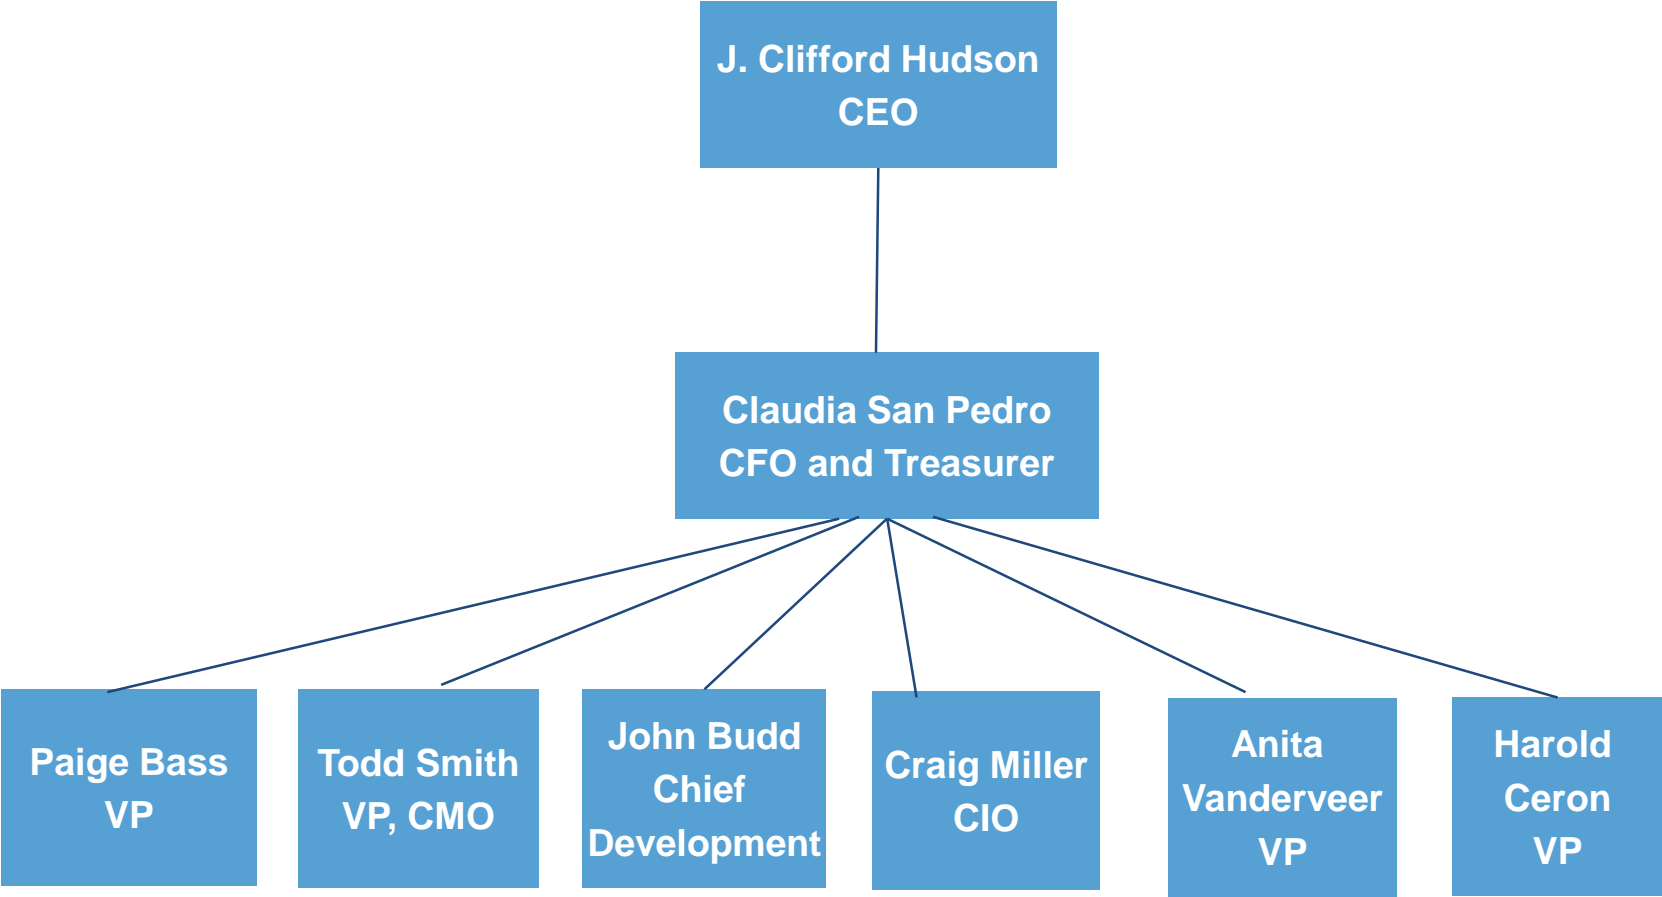 J. Clifford Hudson
CEO
Claudia San Pedro
CFO and Treasurer
Paige Bass
VP
Todd Smith
VP, CMO
John Budd
Chief
Development
Craig Miller
CIO
Anita
Vanderveer
VP
Harold
Ceron
VP